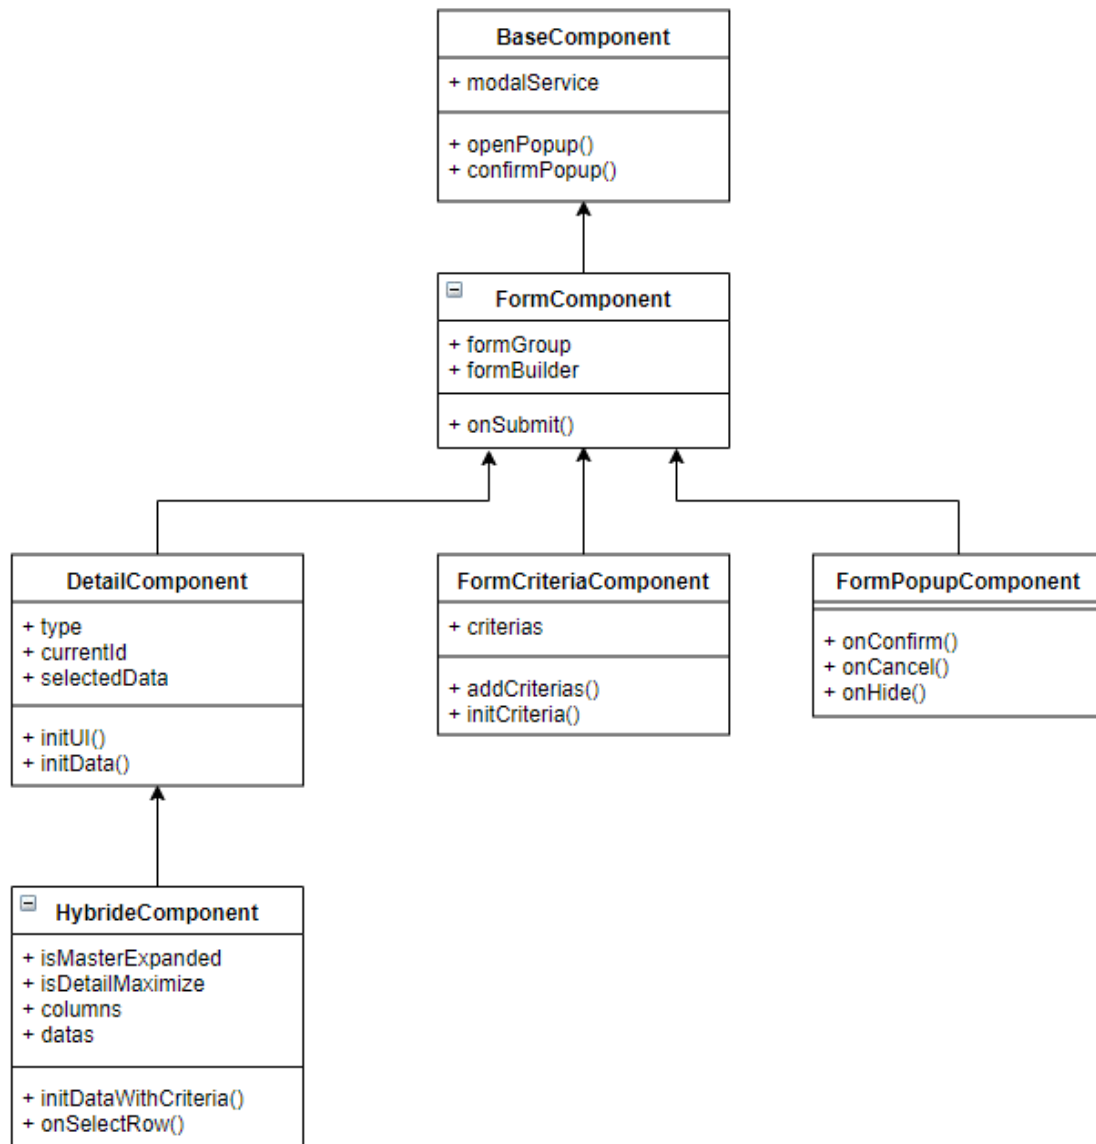 BaseComponent
+ modalService
+ openPopup()
+ confirmPopup()
FormComponent
+ formGroup
+ formBuilder
+ onSubmit()
DetailComponent
+ type
+ currentId
+ selectedData
+ initUI()
+ initData()
FormCriteriaComponent
+ criterias
+ addCriterias()
+ initCriteria()
FormPopupComponent
+ onConfirm()
+ onCancel()
+ onHide()
HybrideComponent
+ isMasterExpanded
+ isDetailMaximize
+ columns
+ datas
+ initDataWithCriteria()
+ onSelectRow()